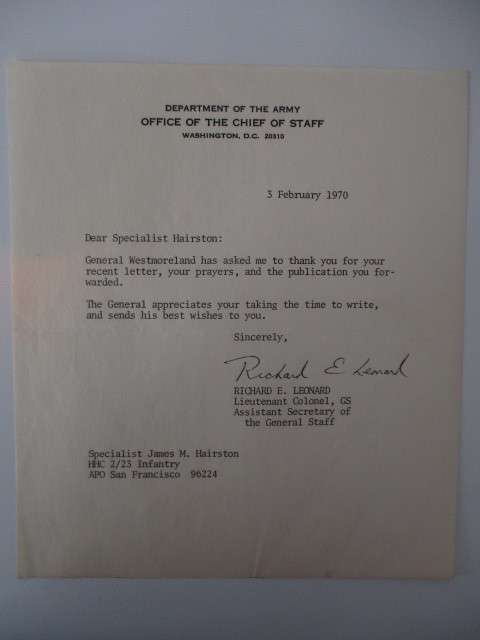 DEPARTMENT OF THE ARMY
OFFICE OF THE CHIEF OF STAFF
WASHINGTON, D.C. 20310
3 February 1970
Dear Specialist Hairston:
General Westmoreland has asked me to thank you for your
recent letter, your prayers, and the publication you for-
warded.
The General appreciates your taking the time to write,
and sends his best wishes to you.
Sincerely,
Richard E Leonard
RICHARD E. LEONARD
Lieutenant Colonel, GS
Assistant Secretary of
the General Staff
Specialist James M. Hairston
HHC 2/23 Infantry
APO San Francisco 96224